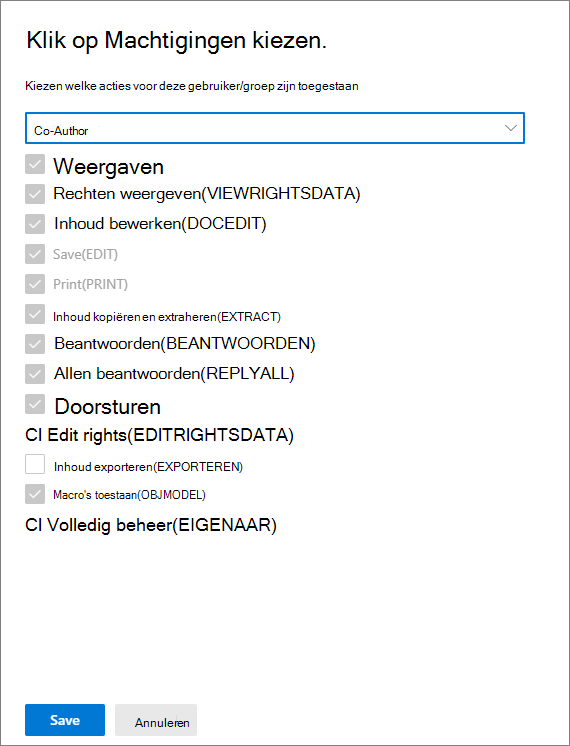 Klik op Machtigingen kiezen.
Kiezen welke acties voor deze gebruiker/groep zijn toegestaan
Co-Author
Weergaven
Rechten weergeven(VIEWRIGHTSDATA)
Inhoud bewerken(DOCEDIT)
Save(EDIT)
Print(PRINT)
Inhoud kopiëren en extraheren(EXTRACT)
Beantwoorden(BEANTWOORDEN)
Allen beantwoorden(REPLYALL)
Doorsturen
CI Edit rights(EDITRIGHTSDATA)
Inhoud exporteren(EXPORTEREN)
Macro's toestaan(OBJMODEL)
CI Volledig beheer(EIGENAAR)
Save Annuleren